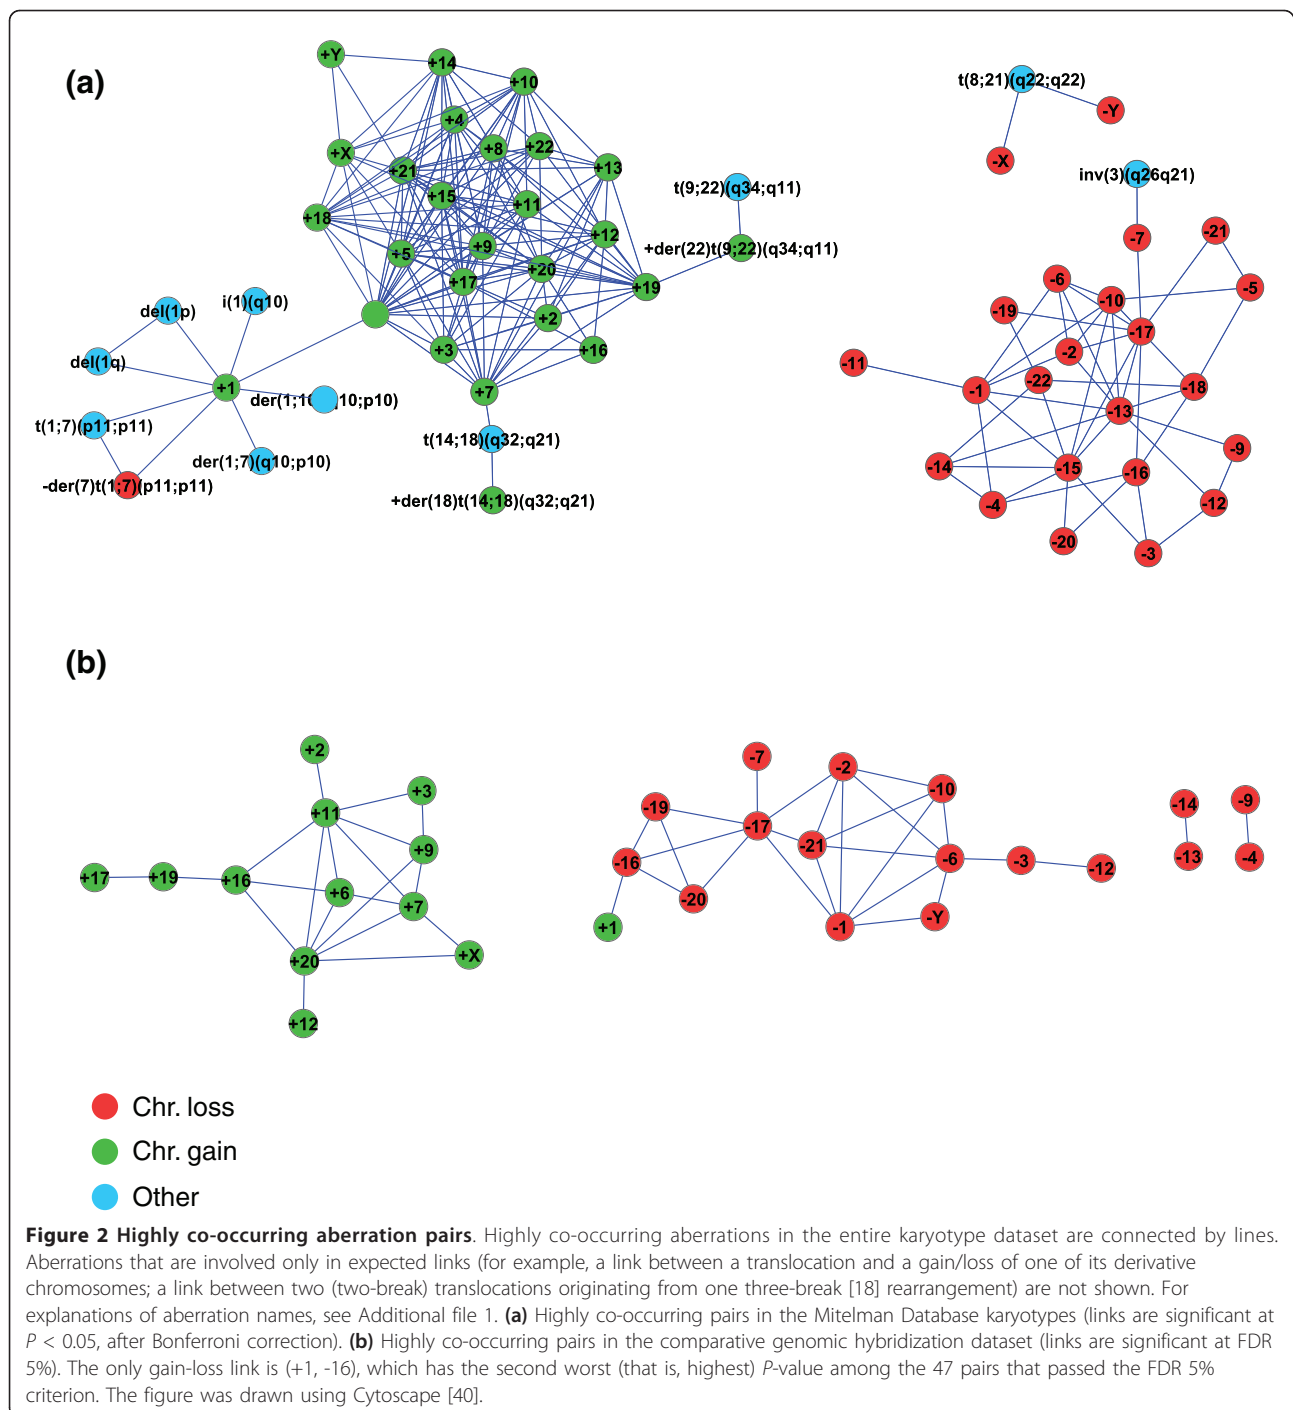 (a)
+Y
+14
+10
+4
+8
+22
+X
+21
+13
+15
+11
+18
+12
+5
+9
+17
+20
+19
+2
+3
+16
+7
t(9;22)(q34;q11)
+der(22)t(9;22)(q34;q11)
del(1p)
i(1)(q10)
del(1q)
+1
t(1;7)(p11;p11)
der(1;7)(q10;p10)
-der(7)t(1;7)(p11;p11)
t(14;18)(q32;q21)
+der(18)t(14;18)(q32;q21)
t(8;21)(q22;q22)
-Y
-X
inv(3)(q26q21)
-7
-21
-6
-10
-5
-19
-17
-2
-11
-22
-1
-18
-13
-9
-14
-15
-16
-4
-12
-20
-3
(b)
+2
+3
+11
+9
+17
+19
+16
+6
+7
+20
+X
+12
-7
-2
-10
-19
-17
-21
-16
-6
-3
-12
-20
+1
-1
-Y
-14
-9
-13
-4
Chr. loss
Chr. gain
Other
Figure 2 Highly co-occurring aberration pairs. Highly co-occurring aberrations in the entire karyotype dataset are connected by lines.
Aberrations that are involved only in expected links (for example, a link between a translocation and a gain/loss of one of its derivative
chromosomes; a link between two (two-break) translocations originating from one three-break [18] rearrangement) are not shown. For
explanations of aberration names, see Additional file 1. (a) Highly co-occurring pairs in the Mitelman Database karyotypes (links are significant at
P < 0.05, after Bonferroni correction). (b) Highly co-occurring pairs in the comparative genomic hybridization dataset (links are significant at FDR
5%). The only gain-loss link is (+1, -16), which has the second worst (that is, highest) P-value among the 47 pairs that passed the FDR 5%
criterion. The figure was drawn using Cytoscape [40].